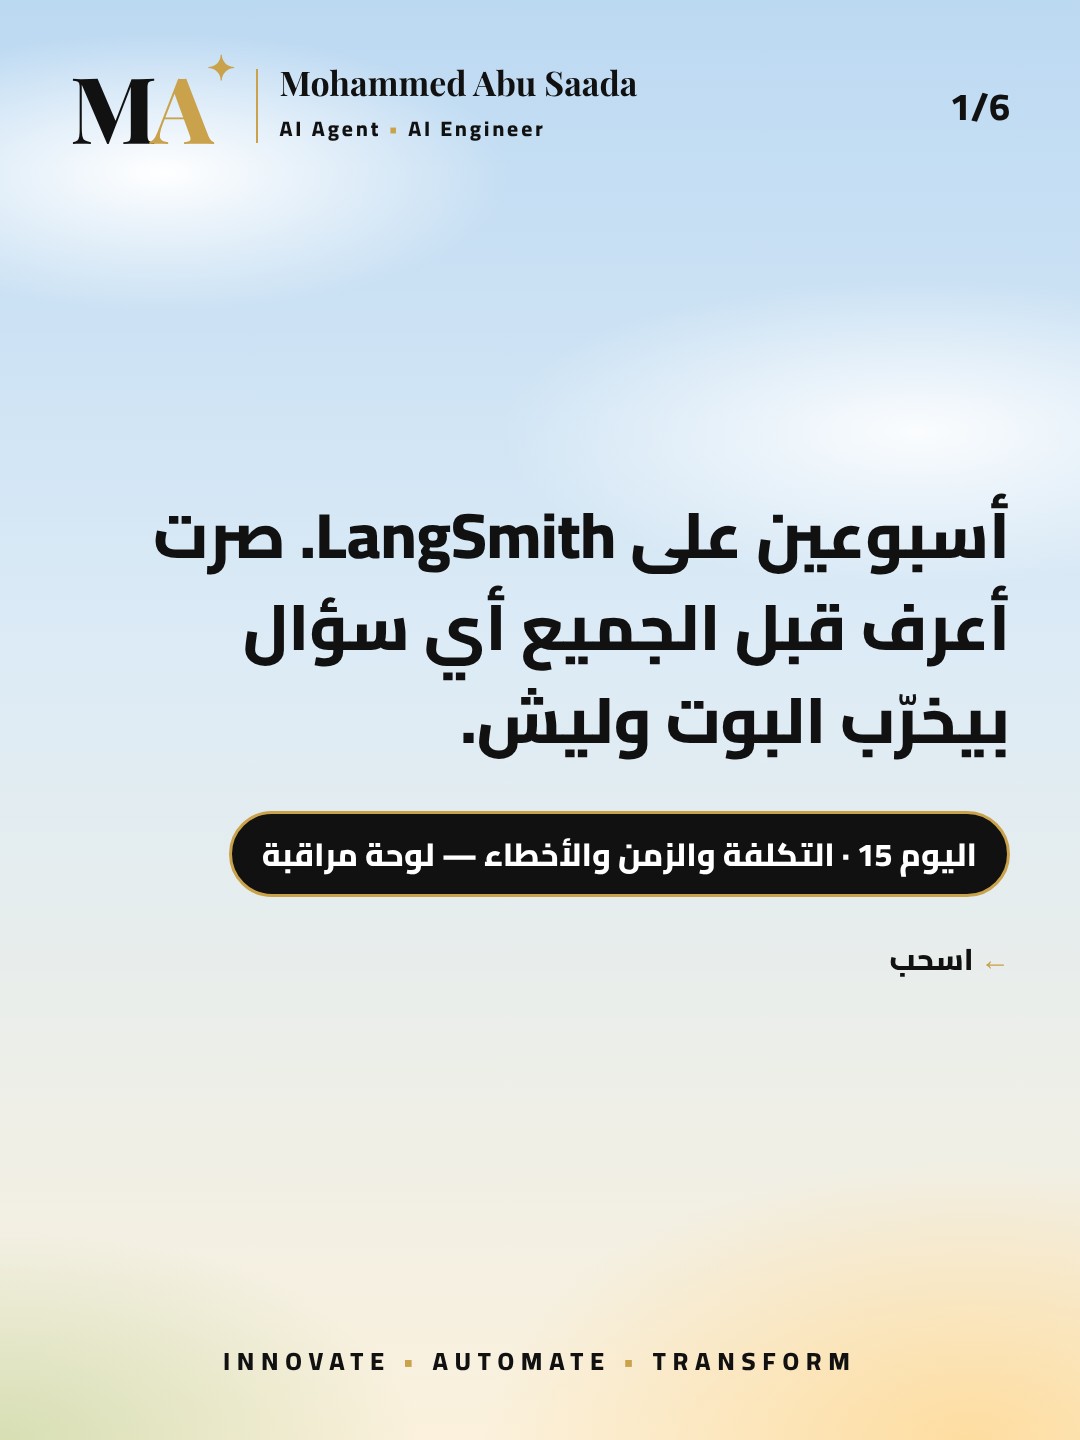 MA
Mohammed Abu Saada
AI Agent ▪ AI Engineer
1/6
أسبوعين على LangSmith. صرت
أعرف قبل الجميع أي سؤال
بيخرّب البوت وليش.
اليوم 15 · التكلفة والزمن والأخطاء — لوحة مراقبة
← اسحب
INNOVATE ▪ AUTOMATE ▪ TRANSFORM